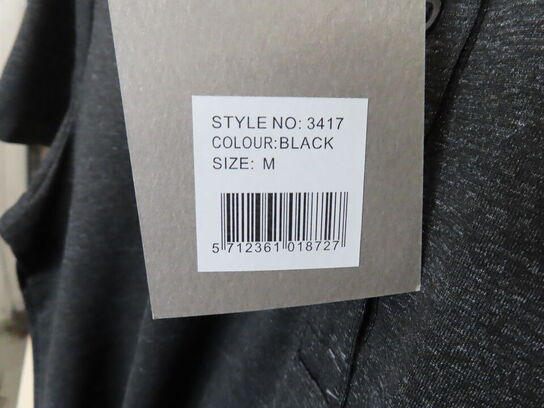 STYLE NO: 3417
COLOUR:BLACK
SIZE: M
5 712361 018727